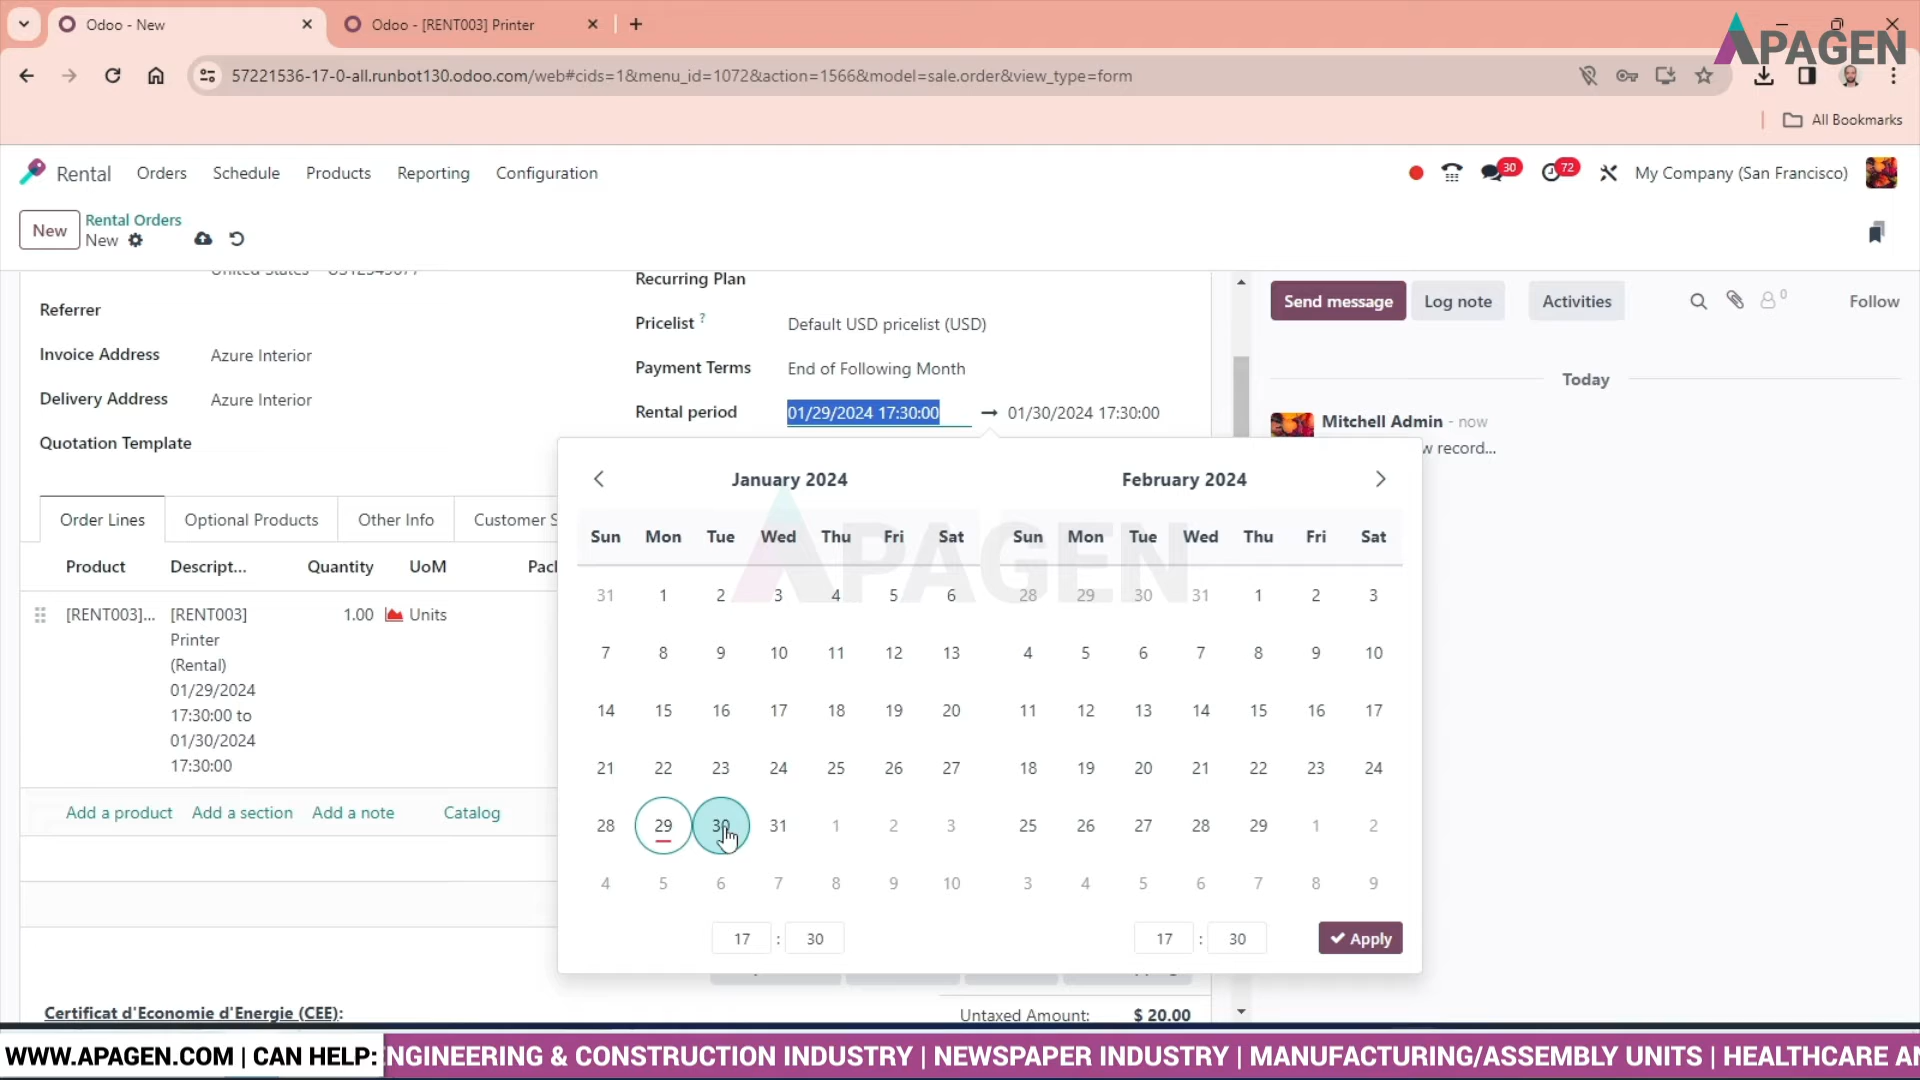 Odoo - New
Odoo - [RENT003] Printer
APAGEN
57221536-17-0-all.runbot130.odoo.com/web#cids=1&menu_id=1072&action=1566&model=sale.order&view_type=form
All Bookmarks
Rental
Orders
Schedule
Products
Reporting
Configuration
30
72
My Company (San Francisco)
New
Rental Orders
New
Recurring Plan
Referrer
Pricelist ?
Default USD pricelist (USD)
Invoice Address
Azure Interior
Payment Terms
End of Following Month
Delivery Address
Azure Interior
Rental period
01/29/2024 17:30:00
01/30/2024 17:30:00
Quotation Template
Send message
Log note
Activities
0
Follow
Today
Mitchell Admin - now
w record...
Order Lines
Optional Products
Other Info
Customer S
Product
Descript...
Quantity
UoM
Pack
[RENT003]...
[RENT003]
Printer
(Rental)
01/29/2024
17:30:00 to
01/30/2024
17:30:00
1.00
Units
Add a product
Add a section
Add a note
Catalog
January 2024
February 2024
APAGEN
Sun Mon Tue Wed Thu Fri Sat
Sun Mon Tue Wed Thu Fri Sat
31 1 2 3 4 5 6
28 29 30 31 1 2 3
7 8 9 10 11 12 13
4 5 6 7 8 9 10
14 15 16 17 18 19 20
11 12 13 14 15 16 17
21 22 23 24 25 26 27
18 19 20 21 22 23 24
28 29 30 31 1 2 3
25 26 27 28 29 1 2
4 5 6 7 8 9 10
3 4 5 6 7 8 9
17 : 30
17 : 30
Apply
Certificat d'Economie d'Energie (CEE):
Untaxed Amount:
$ 20.00
WWW.APAGEN.COM | CAN HELP:
NGINEERING & CONSTRUCTION INDUSTRY | NEWSPAPER INDUSTRY | MANUFACTURING/ASSEMBLY UNITS | HEALTHCARE AN